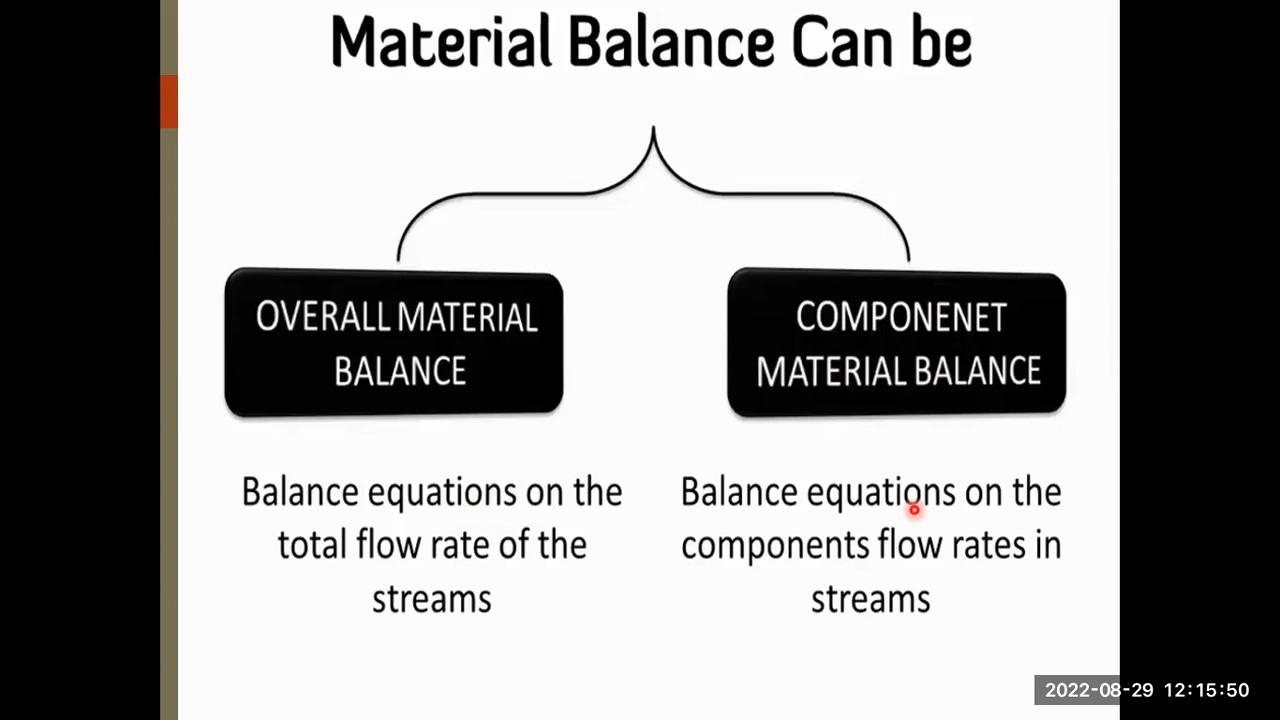 Material Balance Can be
OVERALL MATERIAL
BALANCE
COMPONENET
MATERIAL BALANCE
Balance equations on the
total flow rate of the
streams
Balance equations on the
components flow rates in
streams
2022-08-29 12:15:50